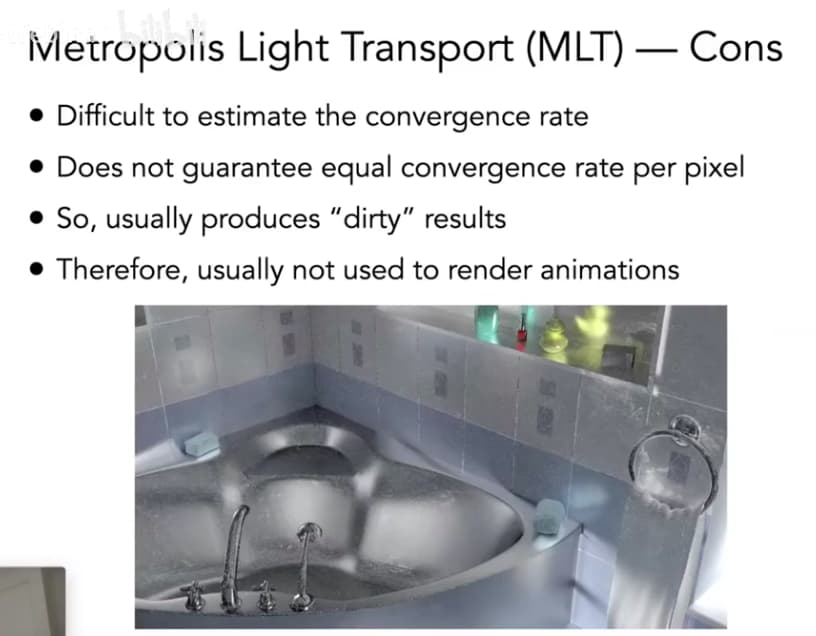 Metropolis Light Transport (MLT) — Cons
• Difficult to estimate the convergence rate
• Does not guarantee equal convergence rate per pixel
• So, usually produces “dirty” results
• Therefore, usually not used to render animations